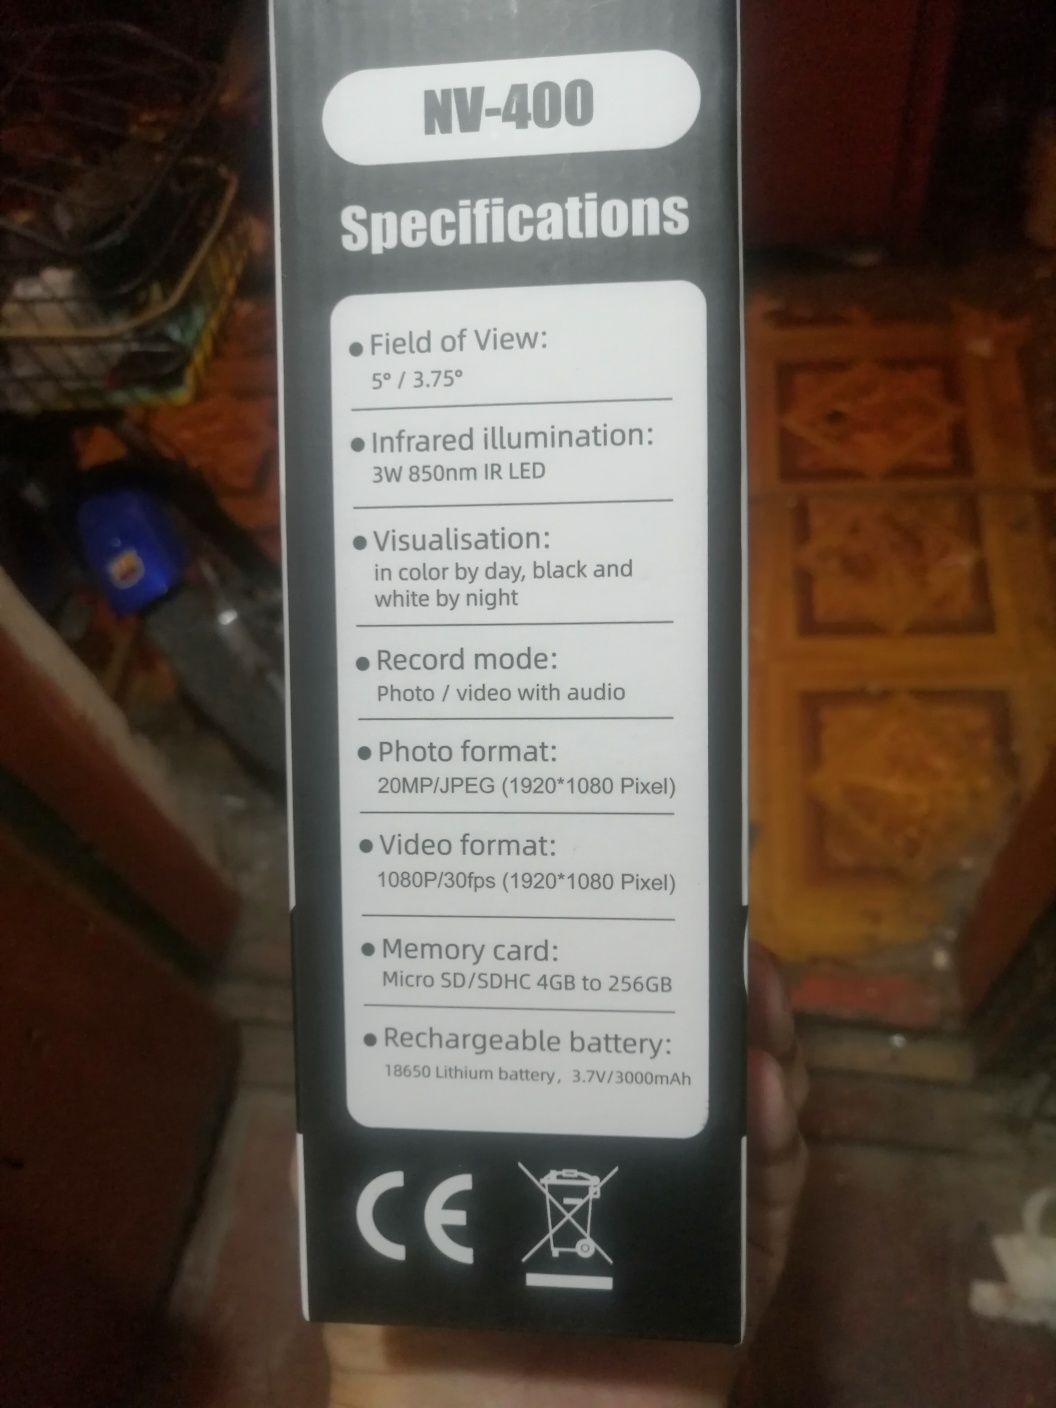 NV-400
Specifications
• Field of View:
5° / 3.75°
• Infrared illumination:
3W 850nm IR LED
• Visualisation:
in color by day, black and
white by night
• Record mode:
Photo / video with audio
• Photo format:
20MP/JPEG (1920*1080 Pixel)
• Video format:
1080P/30fps (1920*1080 Pixel)
• Memory card:
Micro SD/SDHC 4GB to 256GB
• Rechargeable battery:
18650 Lithium battery, 3.7V/3000mAh
CE